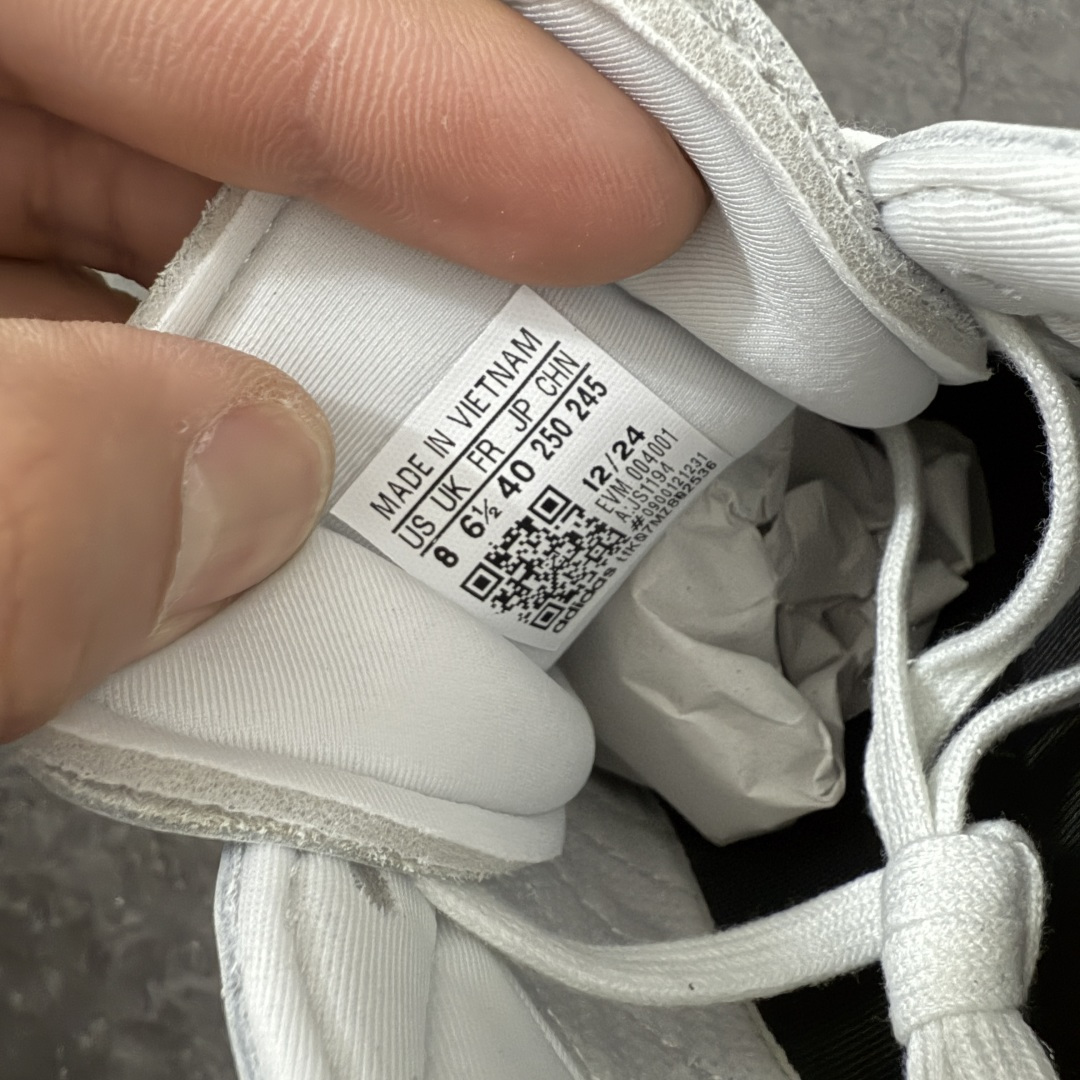 MADE IN VIETNAM
US UK FR JP CHN
8 6½ 40 250 245
12/24
EVM 004001
A:JS1194
#0900121231
adidas